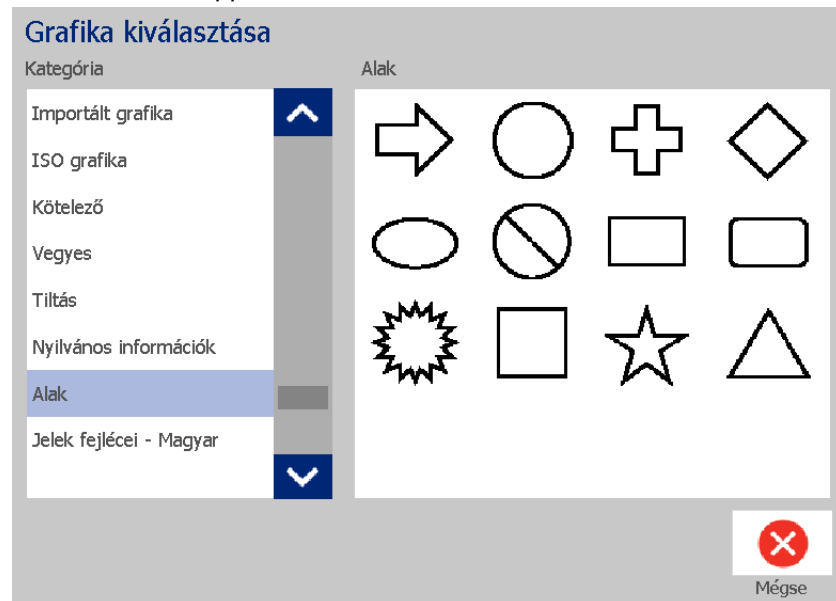 Grafika kiválasztása
Kategória
Alak
Importált grafika
ISO grafika
Kötelező
Vegyes
Tiltás
Nyilvános információk
Alak
Jelek fejlécei - Magyar
Mégse